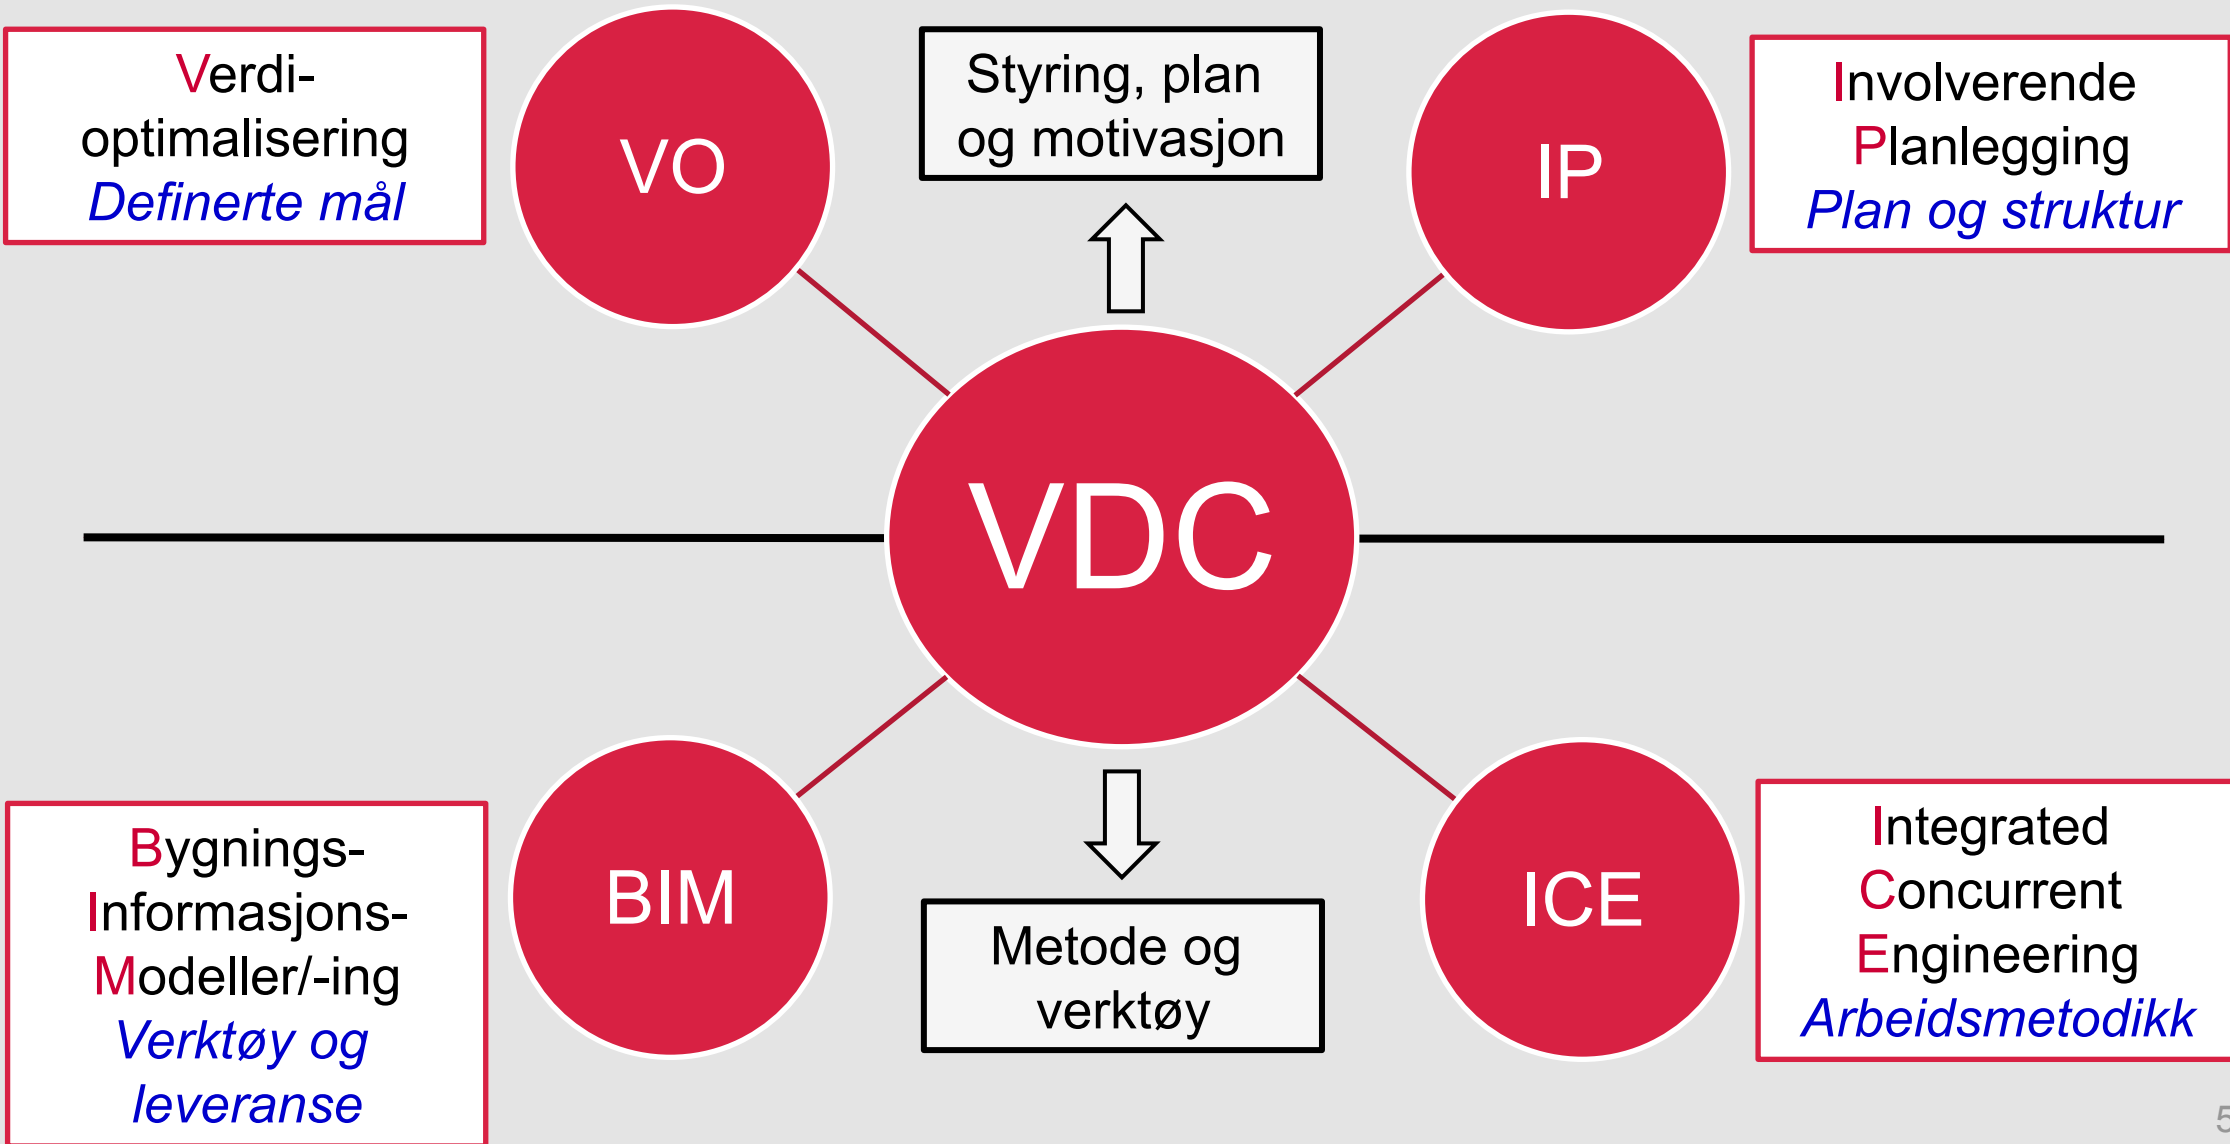 Verdi-
optimalisering
Definerte mål
VO
Styring, plan
og motivasjon
IP
Involverende
Planlegging
Plan og struktur
VDC
Bygnings-
Informasjons-
Modeller/-ing
Verktøy og
leveranse
BIM
Metode og
verktøy
ICE
Integrated
Concurrent
Engineering
Arbeidsmetodikk
5